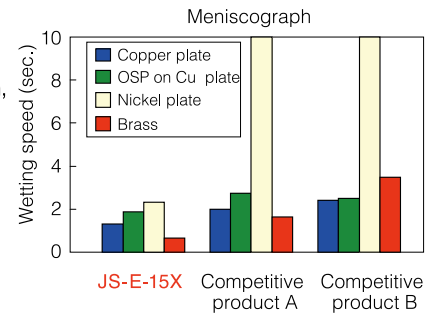 Meniscograph
Wetting speed (sec.)
10
8
6
4
2
0
Copper plate
OSP on Cu plate
Nickel plate
Brass
JS-E-15X
Competitive
product A
Competitive
product B